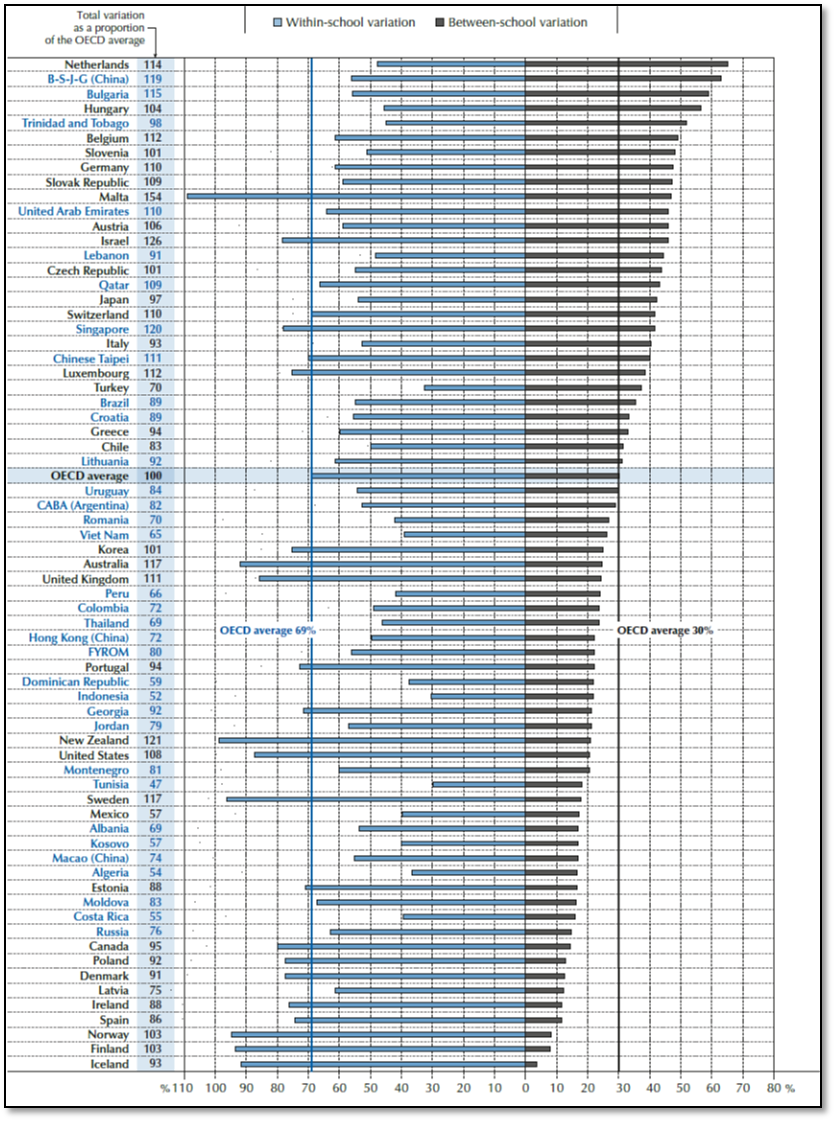 Total variation
as a proportion
of the OECD average
Within-school variation Between-school variation
Netherlands 114
B-S-J-G (China) 119
Bulgaria 115
Hungary 104
Trinidad and Tobago 98
Belgium 112
Slovenia 101
Germany 110
Slovak Republic 109
Malta 154
United Arab Emirates 110
Austria 106
Israel 126
Lebanon 91
Czech Republic 101
Qatar 109
Japan 97
Switzerland 110
Singapore 120
Italy 93
Chinese Taipei 111
Luxembourg 112
Turkey 70
Brazil 89
Croatia 89
Greece 94
Chile 83
Lithuania 92
OECD average 100
Uruguay 84
CABA (Argentina) 82
Romania 70
Viet Nam 65
Korea 101
Australia 117
United Kingdom 111
Peru 66
Colombia 72
Thailand 69
OECD average 69% OECD average 30%
Hong Kong (China) 72
FYROM 80
Portugal 94
Dominican Republic 59
Indonesia 52
Georgia 92
Jordan 79
New Zealand 121
United States 108
Montenegro 81
Tunisia 47
Sweden 117
Mexico 57
Albania 69
Kosovo 57
Macao (China) 74
Algeria 54
Estonia 88
Moldova 83
Costa Rica 55
Russia 76
Canada 95
Poland 92
Denmark 91
Latvia 75
Ireland 88
Spain 86
Norway 103
Finland 103
Iceland 93
% 110 100 90 80 70 60 50 40 30 20 10 0 10 20 30 40 50 60 70 80 %